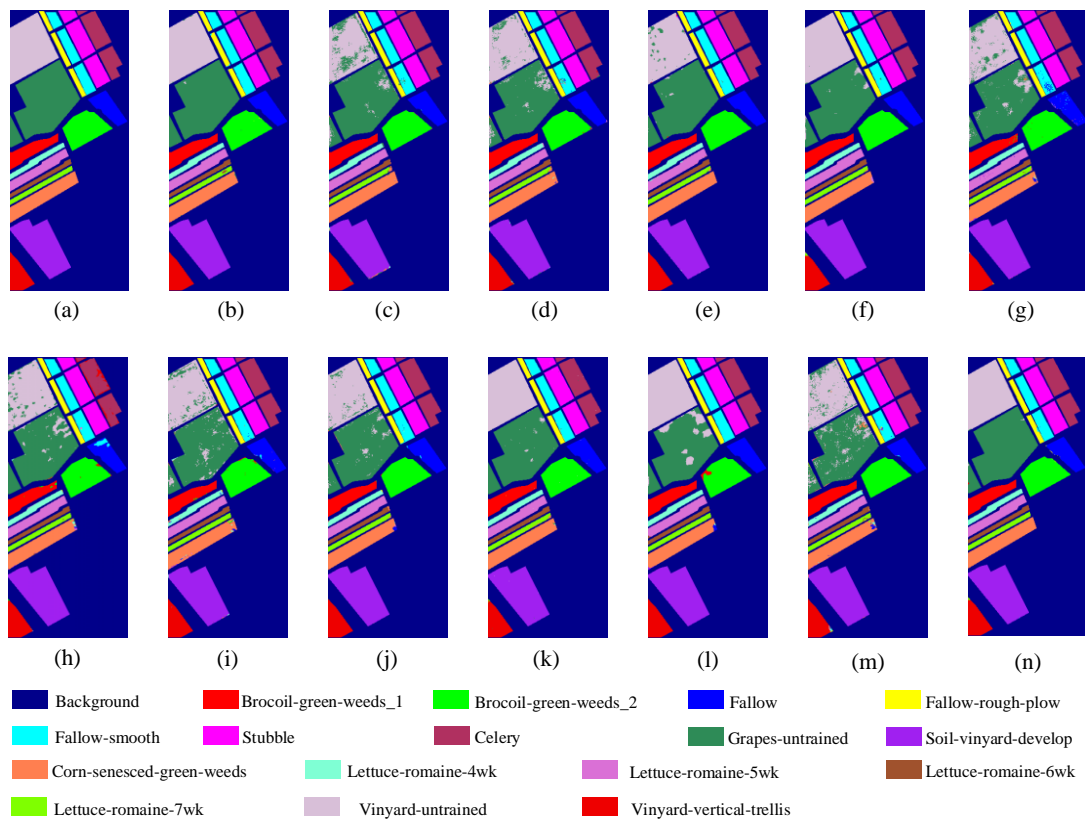 (a) (b) (c) (d) (e) (f) (g)
(h) (i) (j) (k) (l) (m) (n)
Background Brocoil-green-weeds_1 Brocoil-green-weeds_2 Fallow Fallow-rough-plow
Fallow-smooth Stubble Celery Grapes-untrained Soil-vinyard-develop
Corn-senesced-green-weeds Lettuce-romaine-4wk Lettuce-romaine-5wk Lettuce-romaine-6wk
Lettuce-romaine-7wk Vinyard-untrained Vinyard-vertical-trellis